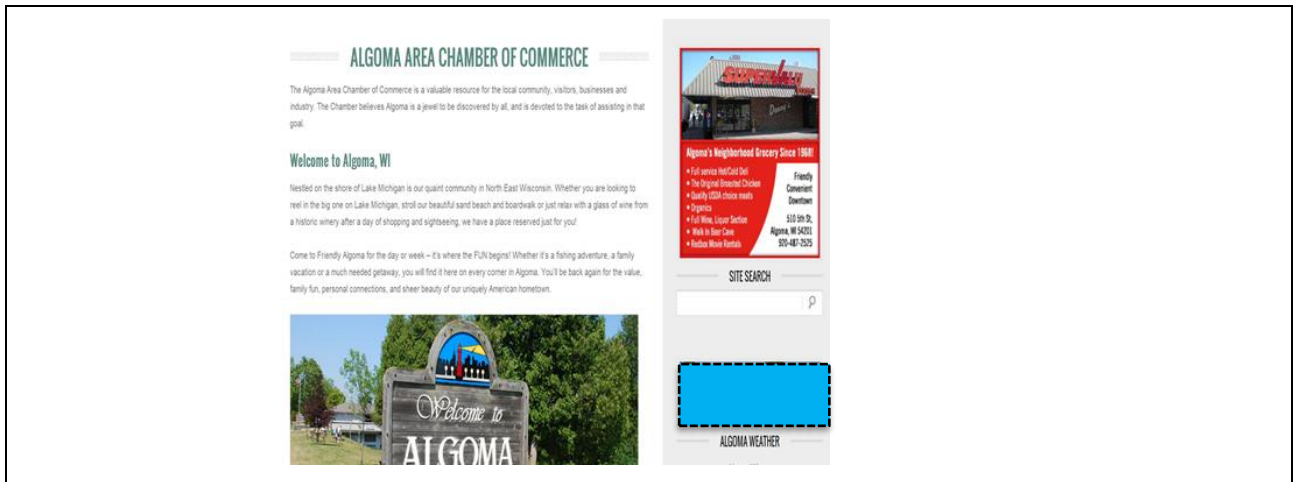 ALGOMA AREA CHAMBER OF COMMERCE
The Algoma Area Chamber of Commerce is a valuable resource for the local community, visitors, businesses and
industry. The Chamber believes Algoma is a jewel to be discovered by all, and is devoted to the task of assisting in that
goal.
Welcome to Algoma, WI
Nestled on the shore of Lake Michigan is our quaint community in North East Wisconsin. Whether you are looking to
reel in the big one on Lake Michigan, stroll our beautiful sand beach and boardwalk or just relax with a glass of wine from
a historic winery after a day of shopping and sightseeing, we have a place reserved just for you!
Come to Friendly Algoma for the day or week – it's where the FUN begins! Whether it's a fishing adventure, a family
vacation or a much needed getaway, you will find it here on every corner in Algoma. You'll be back again for the value,
family fun, personal connections, and sheer beauty of our uniquely American hometown.
Welcome to
ALGOMA
Algoma's Neighborhood Grocery Since 1968!
• Full service Hot/Cold Deli
• The Original Broasted Chicken
• Quality USDA choice meats
• Organics
• Full Wine, Liquor Section
• Walk In Beer Cave
• Redbox Movie Rentals
Friendly
Convenient
Downtown
510 5th St,
Algoma, WI 54201
920-487-2525
SITE SEARCH
ALGOMA WEATHER